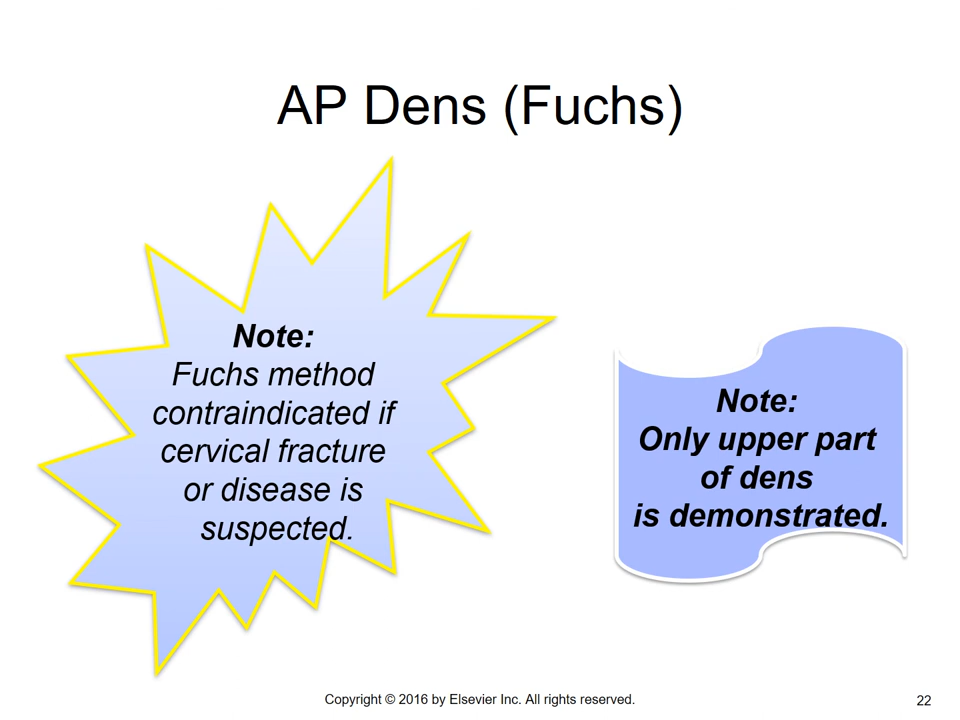 AP Dens (Fuchs)
Note:
Fuchs method
contraindicated if
cervical fracture
or disease is
suspected.
Note:
Only upper part
of dens
is demonstrated.
Copyright © 2016 by Elsevier Inc. All rights reserved.
22